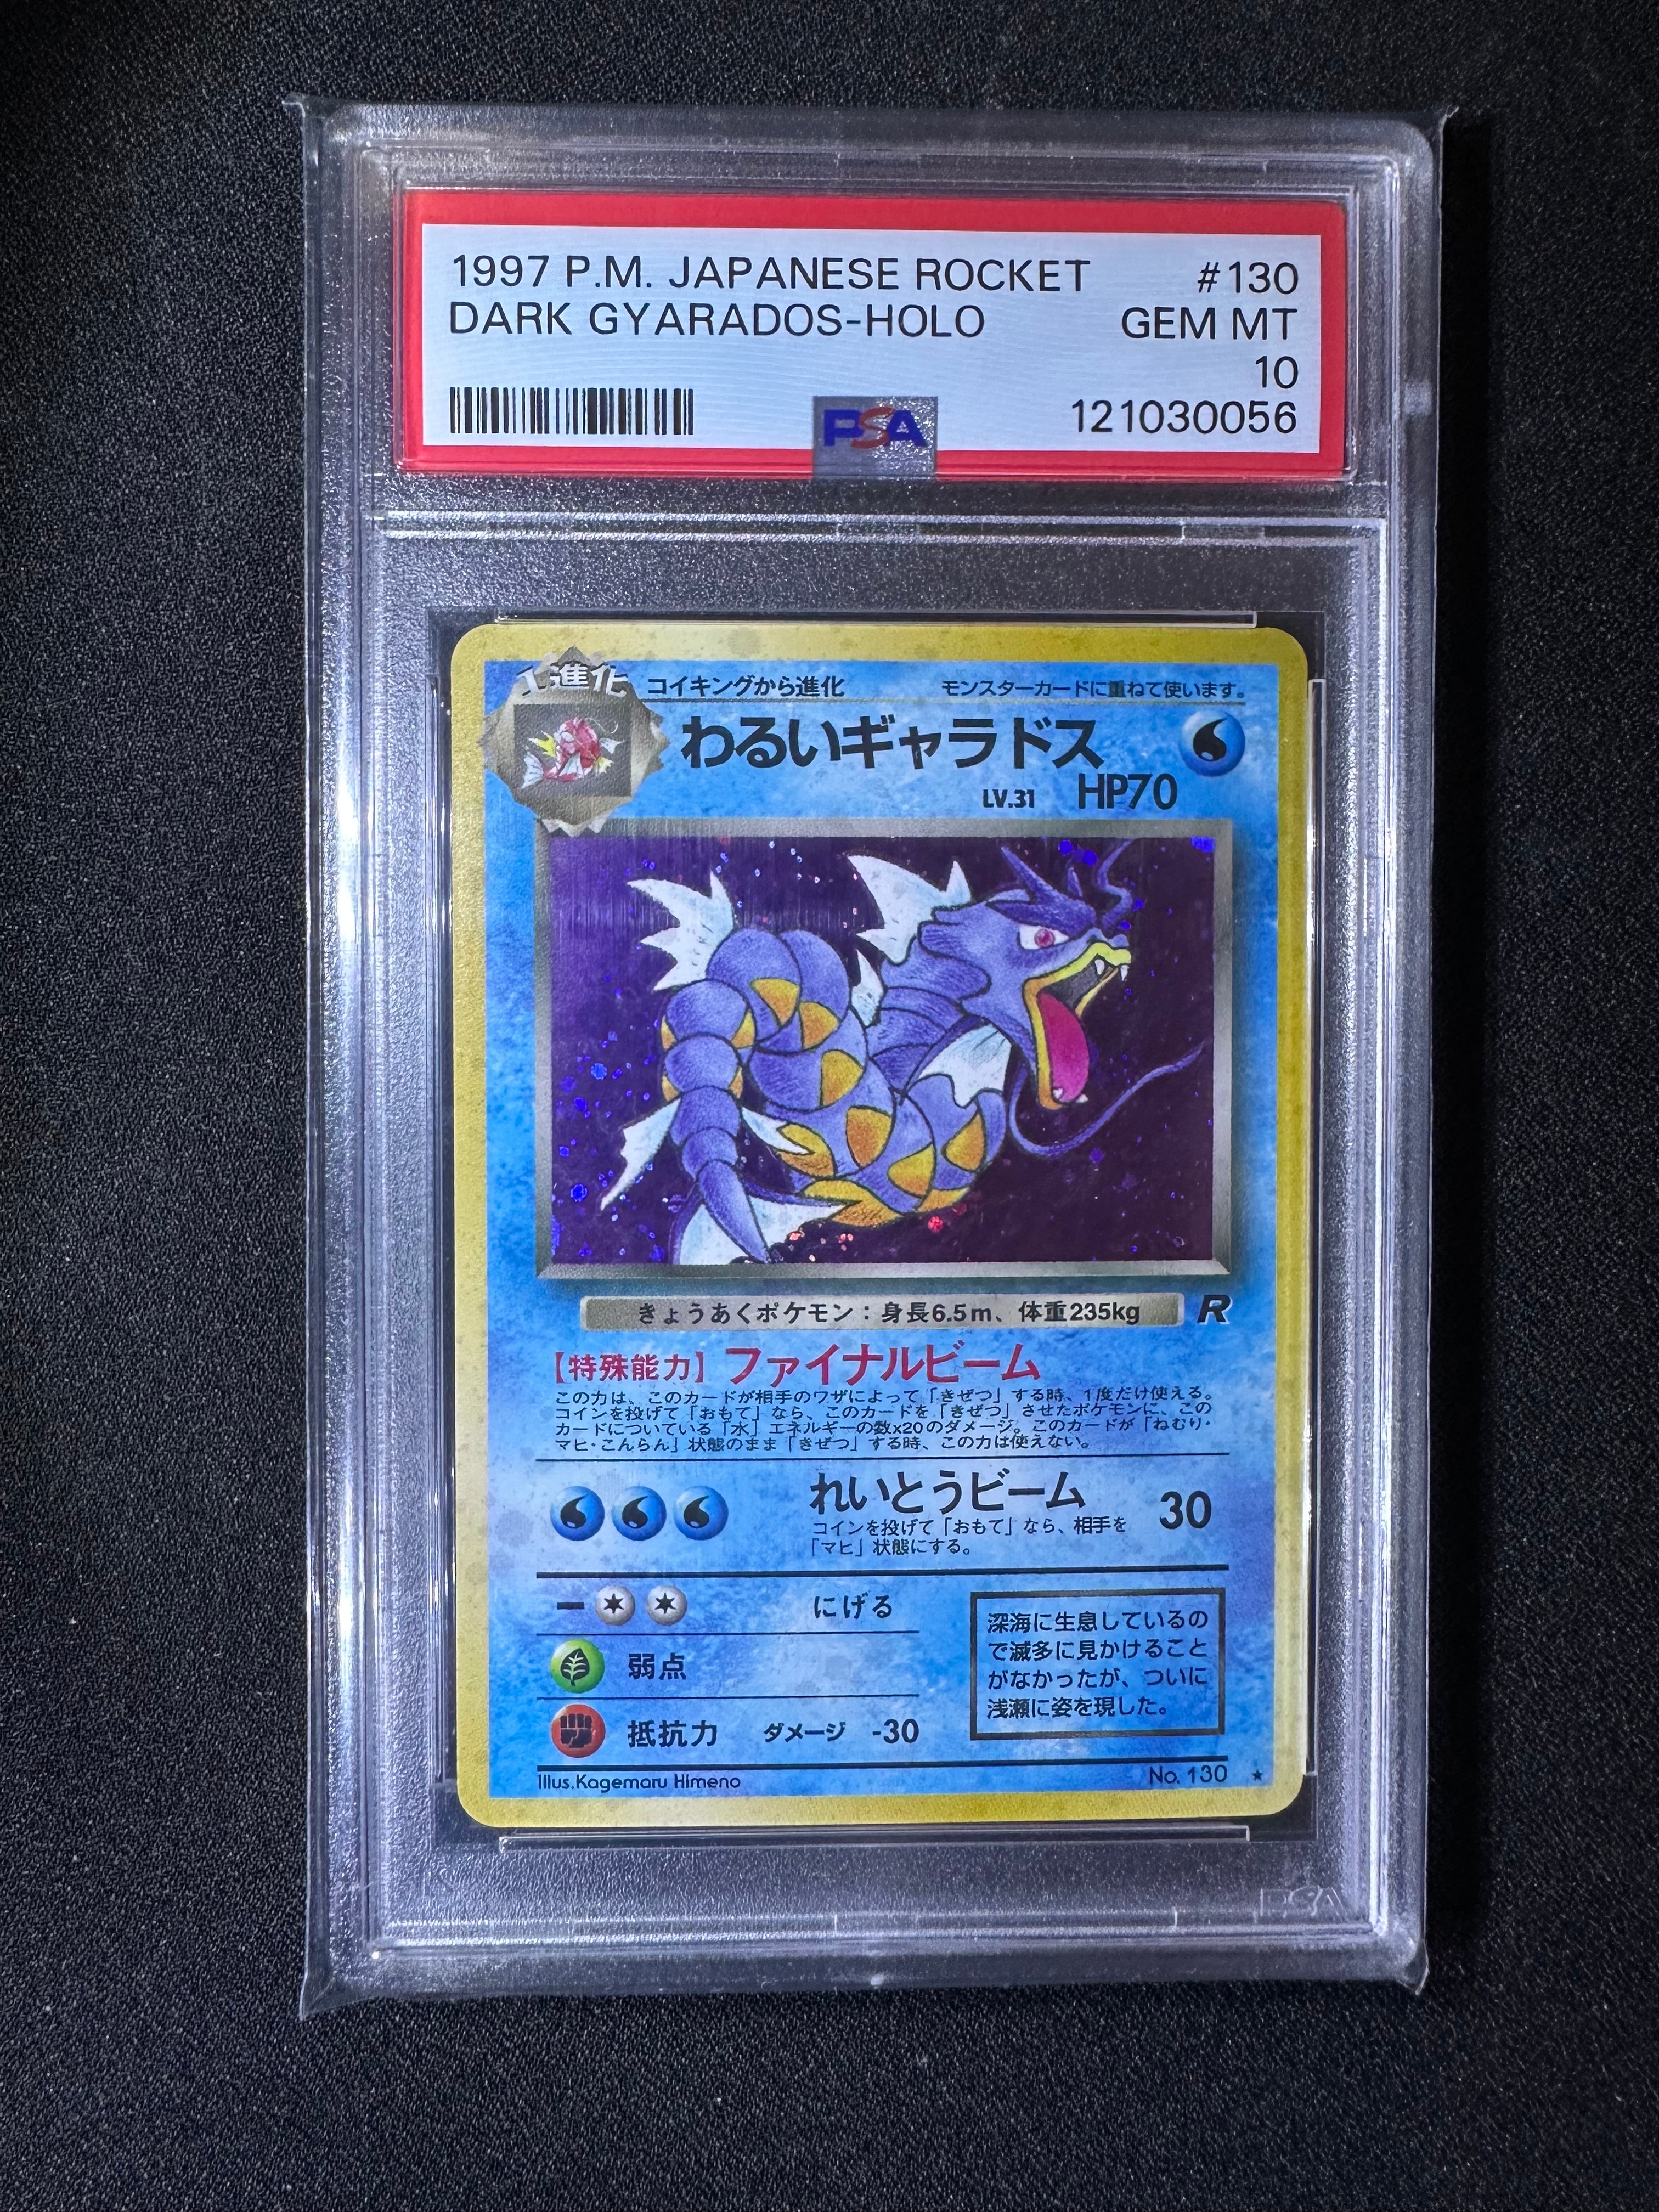 1997 P.M. JAPANESE ROCKET #130
DARK GYARADOS-HOLO GEM MT
10
PSA 121030056
1進化 コイキングから進化 モンスターカードに重ねて使います。
わるいギャラドス
LV.31 HP70
きょうあくポケモン：身長6.5m、体重235kg R
【特殊能力】ファイナルビーム
この力は、このカードが相手のワザによって「きぜつ」する時、1度だけ使える。
コインを投げて「おもて」なら、このカードを「きぜつ」させたポケモンに、この
カードについている「水」エネルギーの数x20のダメージ。このカードが「ねむり・
マヒ・こんらん」状態のまま「きぜつ」する時、この力は使えない。
れいとうビーム 30
コインを投げて「おもて」なら、相手を
「マヒ」状態にする。
にげる
弱点
抵抗力 ダメージ -30
深海に生息しているの
で滅多に見かけること
がなかったが、ついに
浅瀬に姿を現した。
Illus.Kagemaru Himeno No. 130 ★
PSA